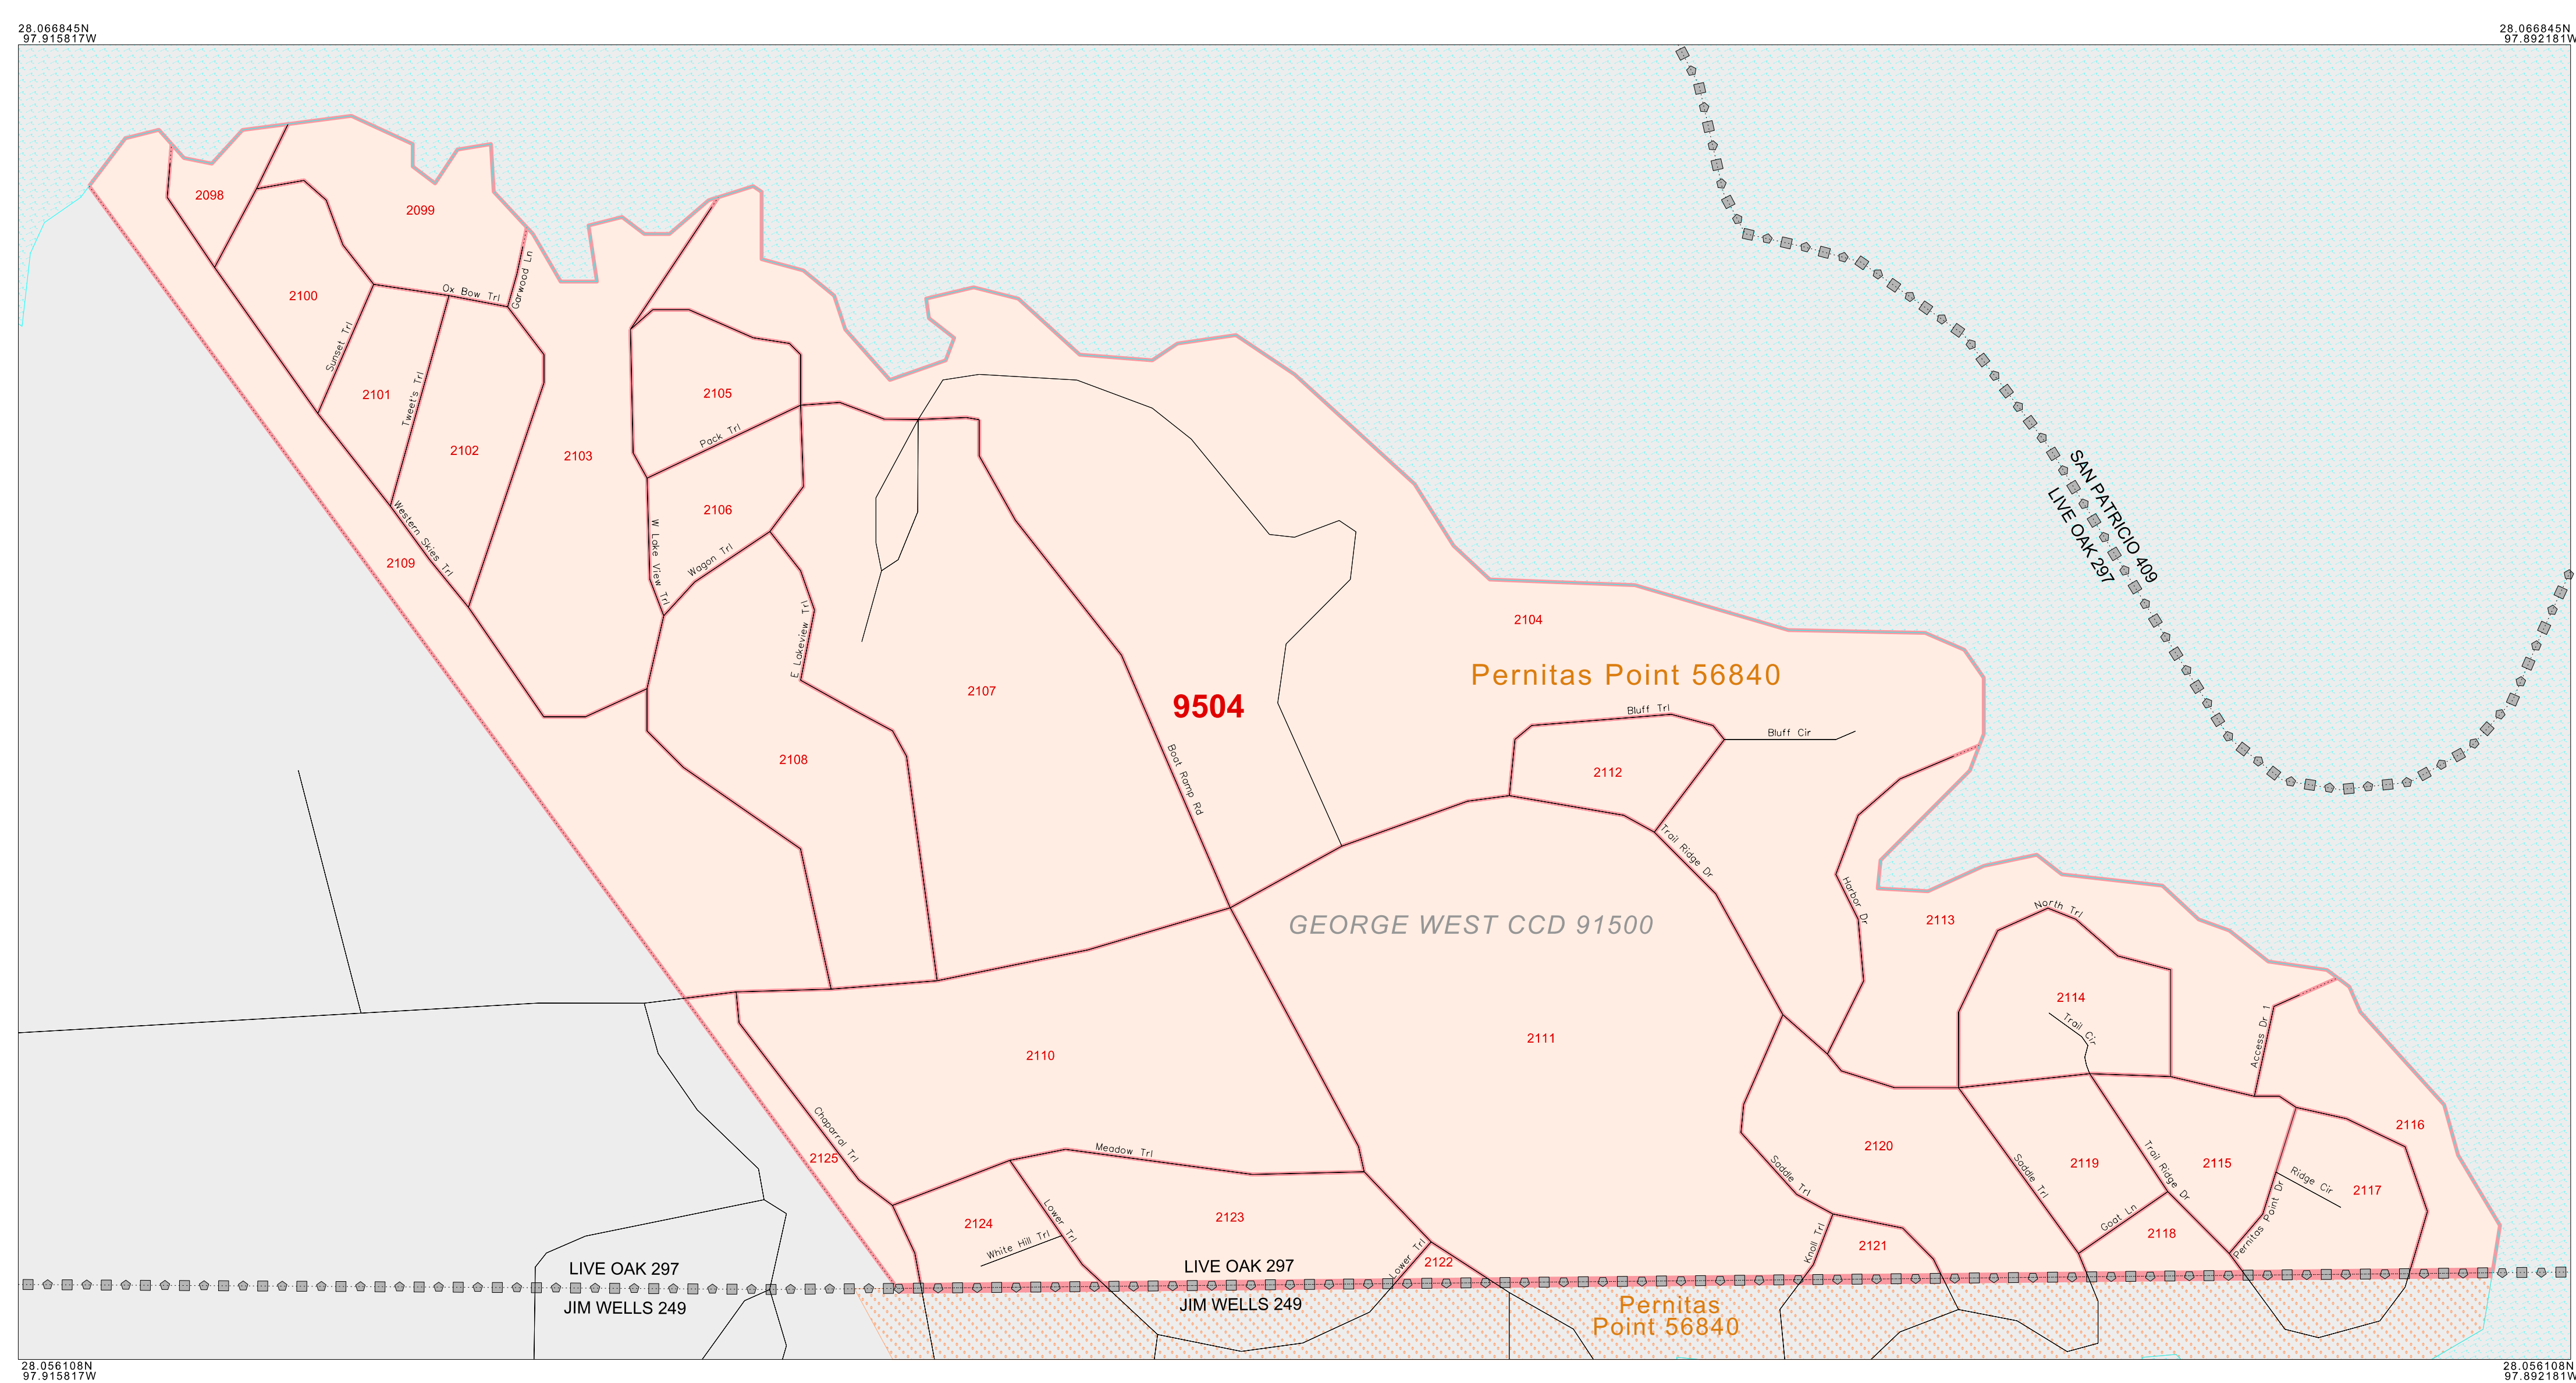 28.066845N
97.915817W
28.066845N
97.892181W
2098
2099
2100
Ox Bow Trl
Garwood Ln
Sunset Trl
2101
Tweet's Trl
2102
2103
2105
Pack Trl
2106
W Lake View Trl
Wagon Trl
Western Skies Trl
2109
E Lakeview Trl
SAN PATRICIO 409
LIVE OAK 297
2104
Pernitas Point 56840
2107
9504
Bluff Trl
Bluff Cir
2108
Boat Ramp Rd
2112
Trail Ridge Dr
Harbor Dr
GEORGE WEST CCD 91500
2113
North Trl
2114
Trail Cir
Access Dr 1
2110
2111
Chaparral Trl
2125
Meadow Trl
2120
2116
Saddle Trl
Saddle Trl
2119
Trail Ridge Dr
2115
Ridge Cir
2117
Pernitas Point Dr
2124
Lower Trl
2123
White Hill Trl
Goat Ln
2118
Knoll Trl
2121
Lower Trl
2122
LIVE OAK 297
JIM WELLS 249
LIVE OAK 297
JIM WELLS 249
Pernitas
Point 56840
28.056108N
97.915817W
28.056108N
97.892181W